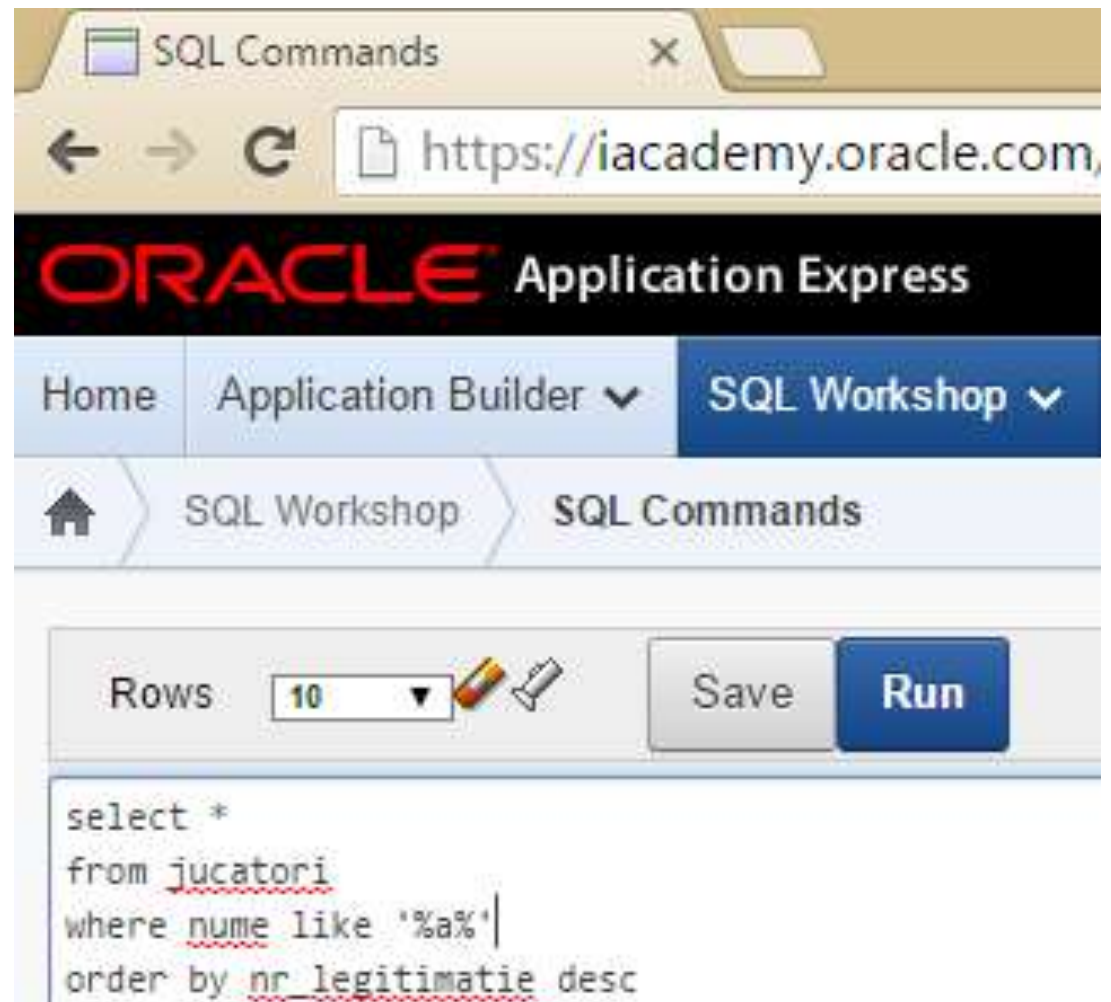 SQL Commands
https://iacademy.oracle.com/
ORACLE Application Express
Home Application Builder SQL Workshop
SQL Workshop SQL Commands
Rows 10 Save Run
select *
from jucatori
where nume like '%a%'
order by nr_legitimatie desc